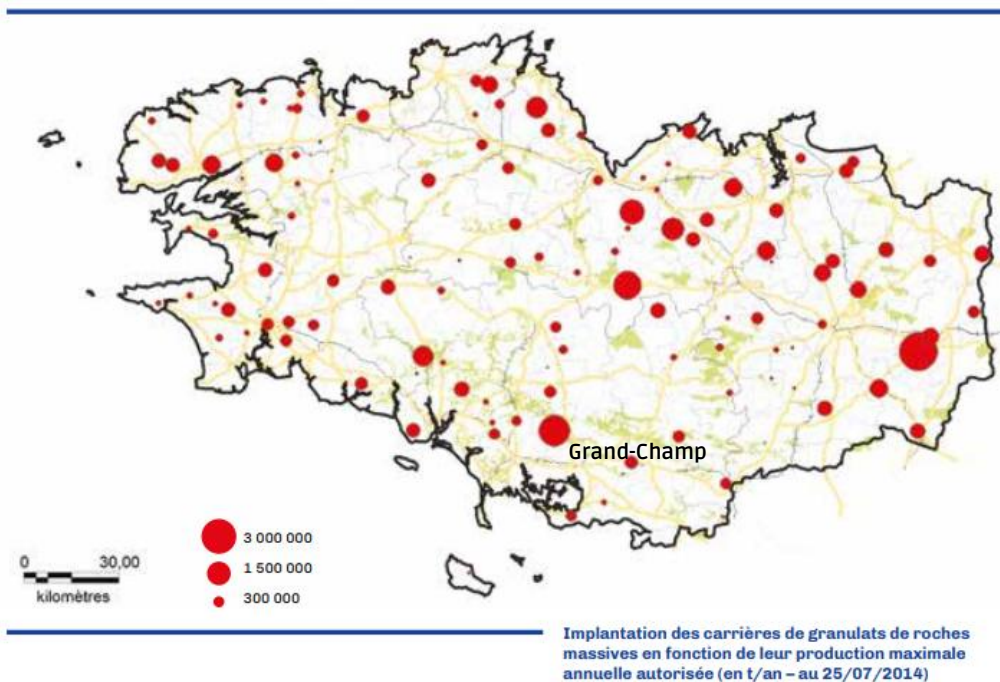 Grand-Champ
3 000 000
1 500 000
300 000
0 30,00
kilomètres
Implantation des carrières de granulats de roches
massives en fonction de leur production maximale
annuelle autorisée (en t/an – au 25/07/2014)